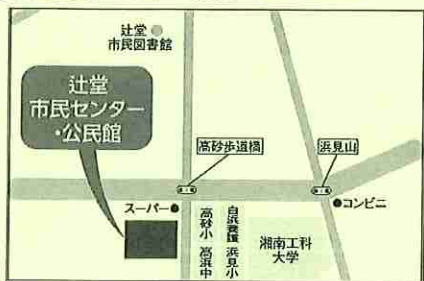 辻堂
市民図書館
辻堂
市民センター
・公民館
高砂歩道橋
浜見山
スーパー
コンビニ
高砂小
白浜養護
高浜中
浜見小
湘南工科
大学